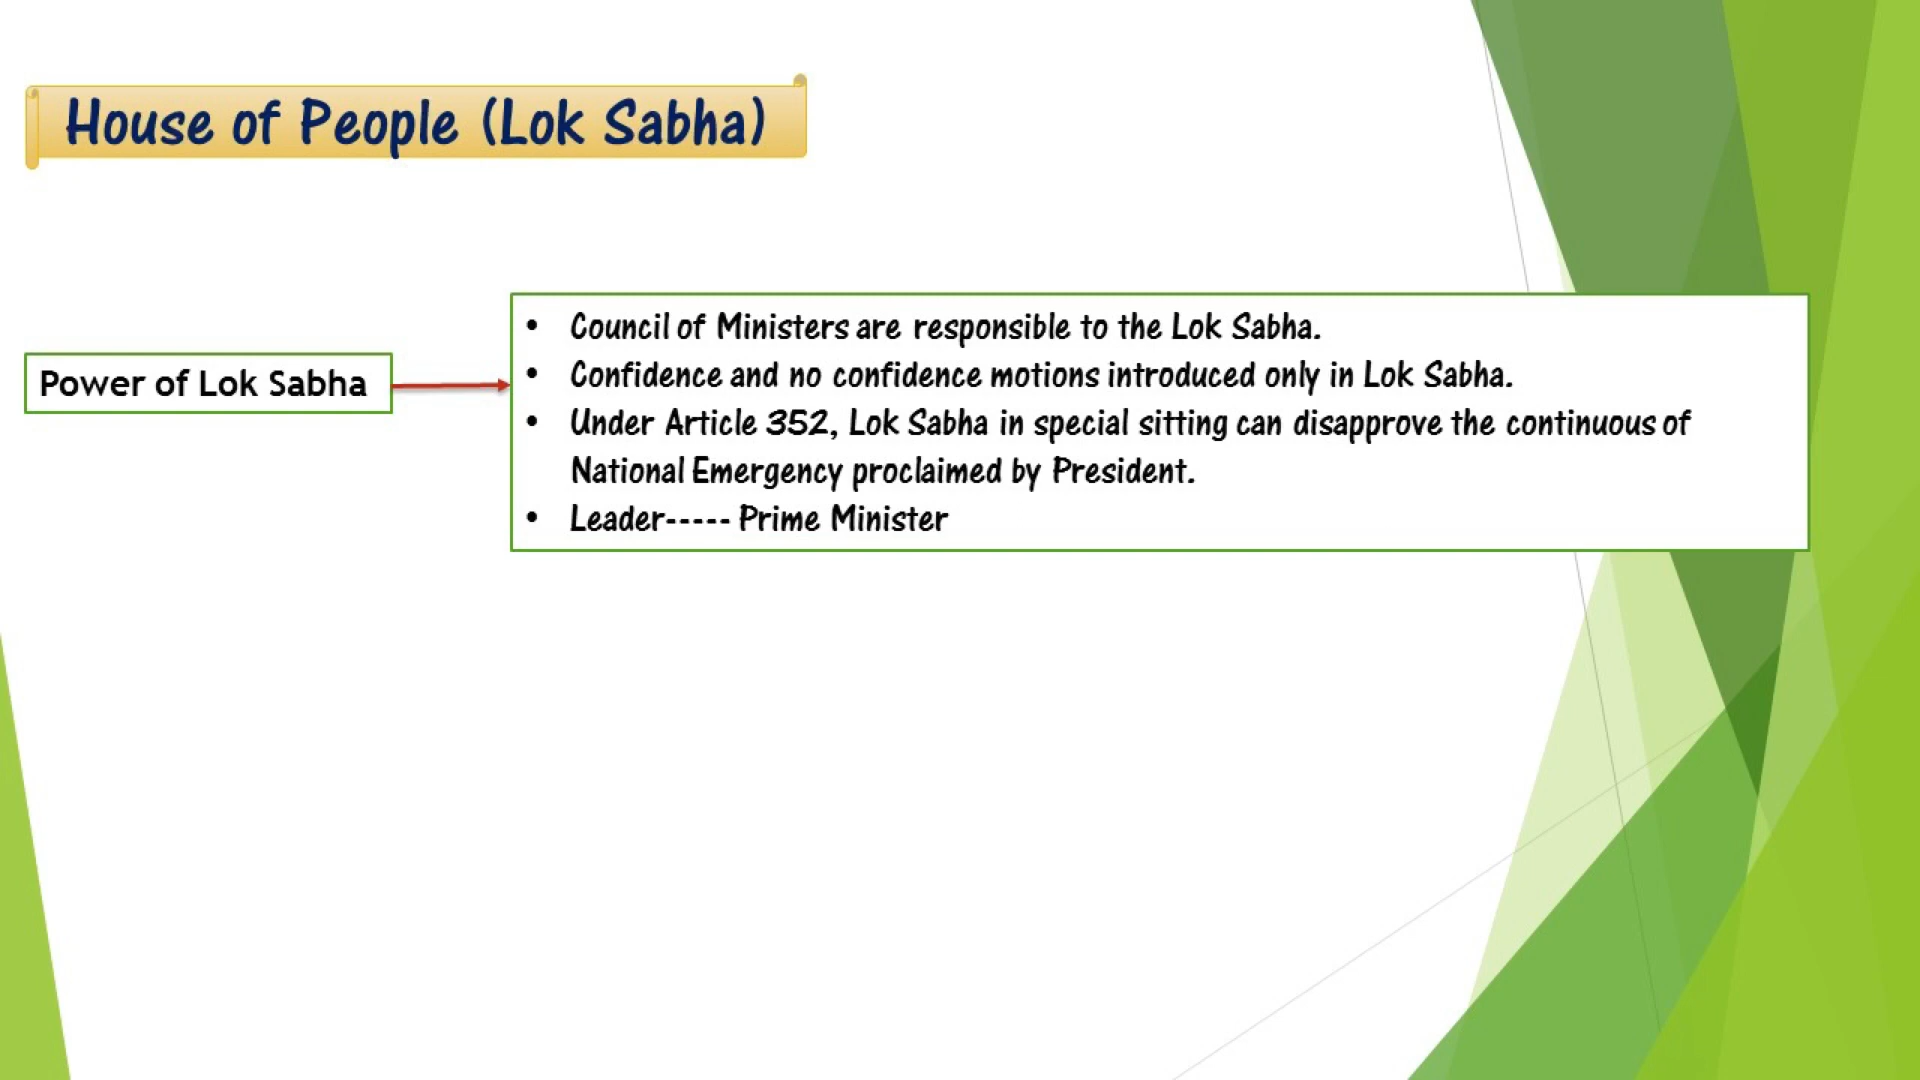 House of People (Lok Sabha)
Power of Lok Sabha
• Council of Ministers are responsible to the Lok Sabha.
• Confidence and no confidence motions introduced only in Lok Sabha.
• Under Article 352, Lok Sabha in special sitting can disapprove the continuous of
National Emergency proclaimed by President.
• Leader----- Prime Minister